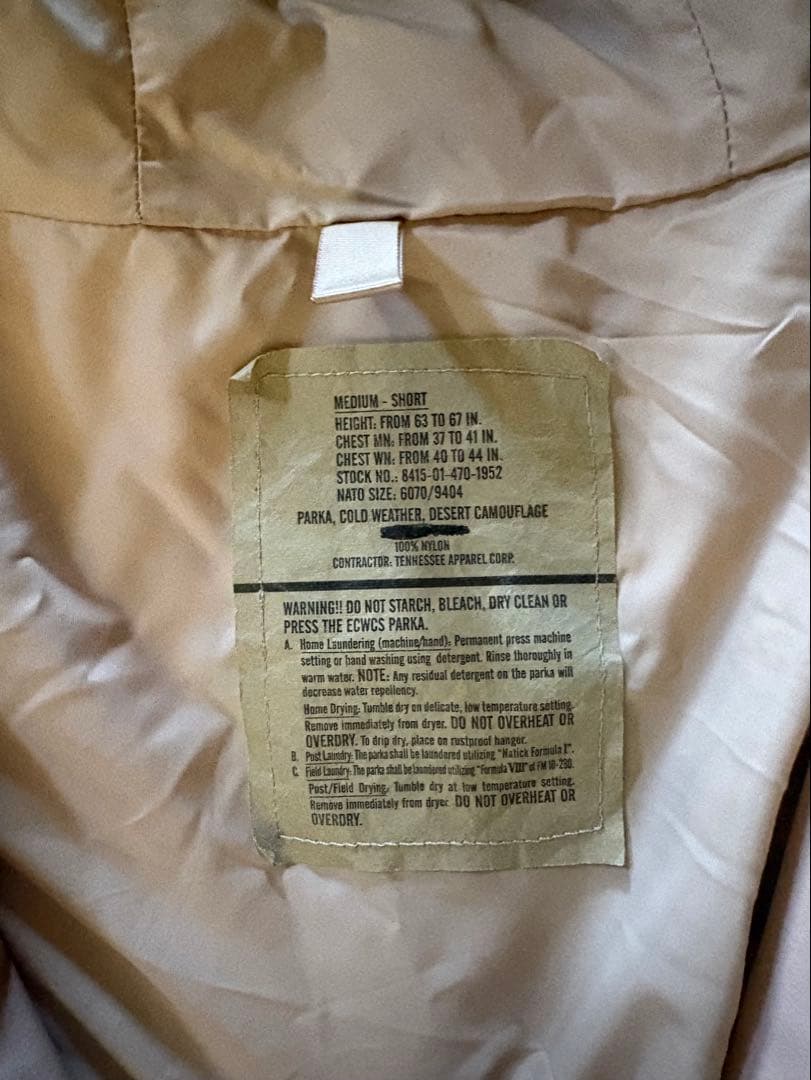 MEDIUM - SHORT
HEIGHT: FROM 63 TO 67 IN.
CHEST MN: FROM 37 TO 41 IN.
CHEST WN: FROM 40 TO 44 IN.
STOCK NO.: 8415-01-470-1952
NATO SIZE: 6070/9404
PARKA, COLD WEATHER, DESERT CAMOUFLAGE
100% NYLON
CONTRACTOR: TENNESSEE APPAREL CORP.
WARNING!! DO NOT STARCH, BLEACH, DRY CLEAN OR
PRESS THE ECWCS PARKA.
A. Home Laundering (machine/hand): Permanent press machine
setting or hand washing using detergent. Rinse thoroughly in
warm water. NOTE: Any residual detergent on the parka will
decrease water repellency.
Home Drying: Tumble dry on delicate, low temperature setting.
Remove immediately from dryer. DO NOT OVERHEAT OR
OVERDRY. To drip dry, place on rustproof hanger.
B. Post Laundry: The parka shall be laundered utilizing "Natick Formula I".
C. Field Laundry: The parka shall be laundered utilizing "Formula VIII" of FM 10-280.
Post/Field Drying: Tumble dry at low temperature setting.
Remove immediately from dryer DO NOT OVERHEAT OR
OVERDRY.